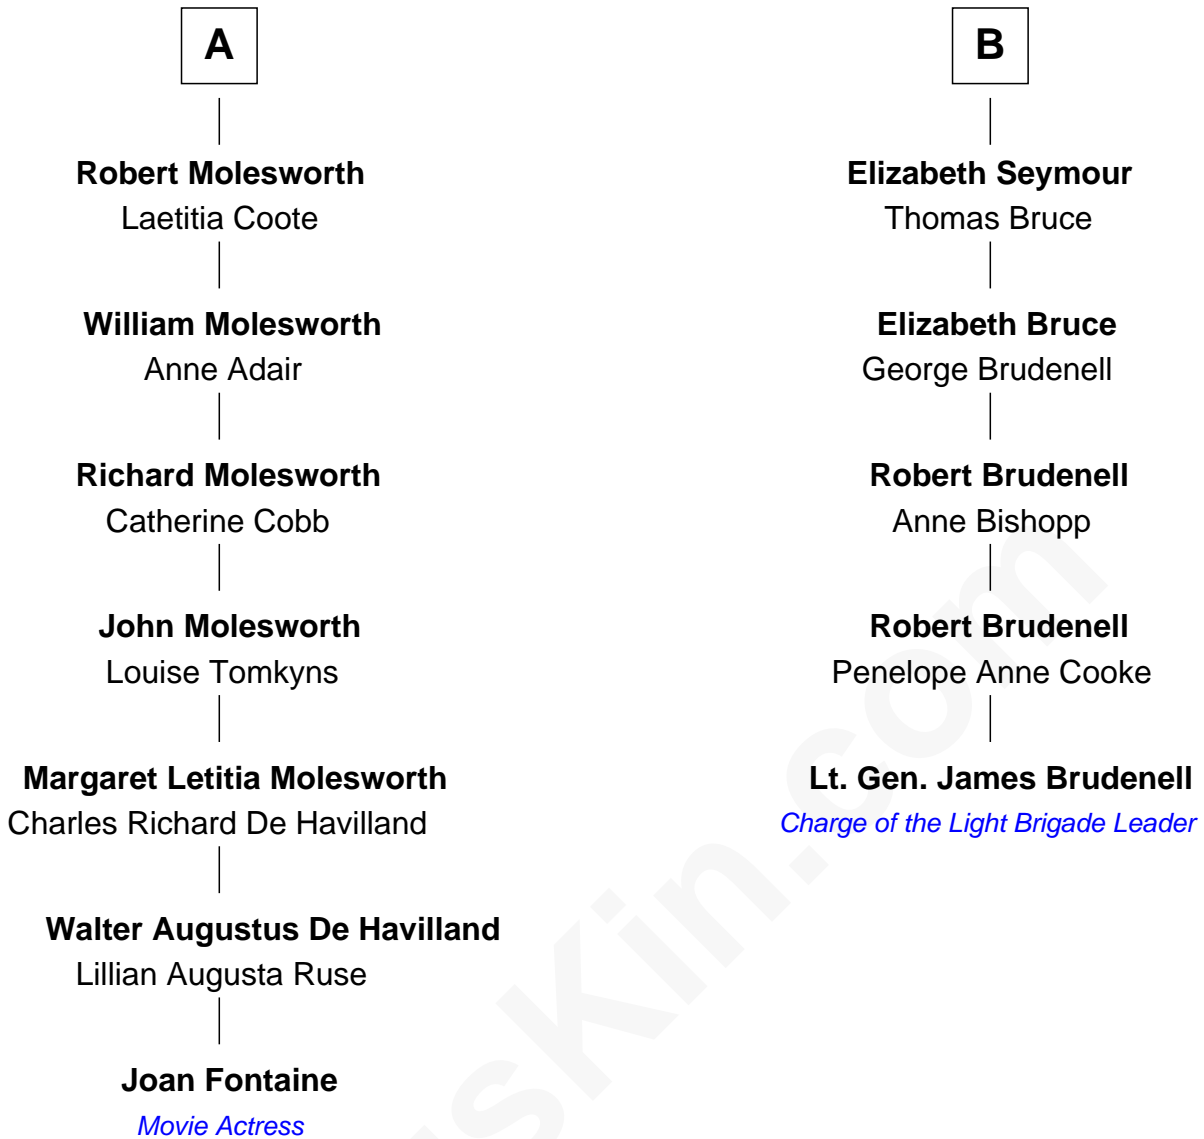 A
Robert Molesworth
Laetitia Coote
William Molesworth
Anne Adair
Richard Molesworth
Catherine Cobb
John Molesworth
Louise Tomkyns
Margaret Letitia Molesworth
Charles Richard De Havilland
Walter Augustus De Havilland
Lillian Augusta Ruse
Joan Fontaine
Movie Actress
B
Elizabeth Seymour
Thomas Bruce
Elizabeth Bruce
George Brudenell
Robert Brudenell
Anne Bishopp
Robert Brudenell
Penelope Anne Cooke
Lt. Gen. James Brudenell
Charge of the Light Brigade Leader
usKin.com